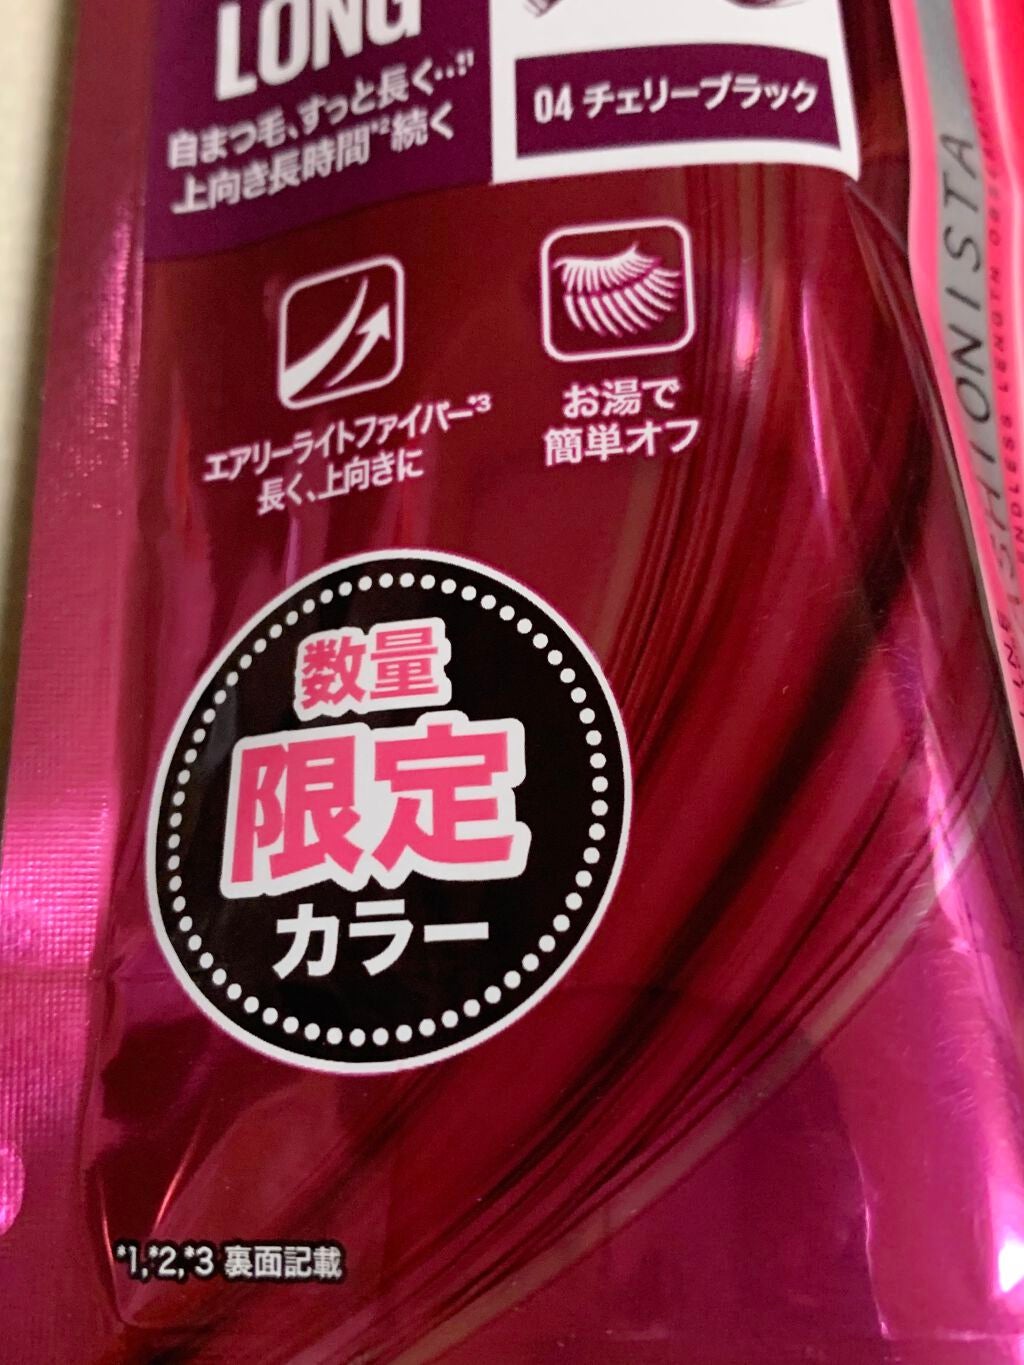 LONG
自まつ毛、すっと長く‥*1
上向き長時間*2続く
04 チェリーブラック
エアリーライトファイバー*3
長く、上向きに
お湯で
簡単オフ
数量
限定
カラー
*1,*2,*3 裏面記載